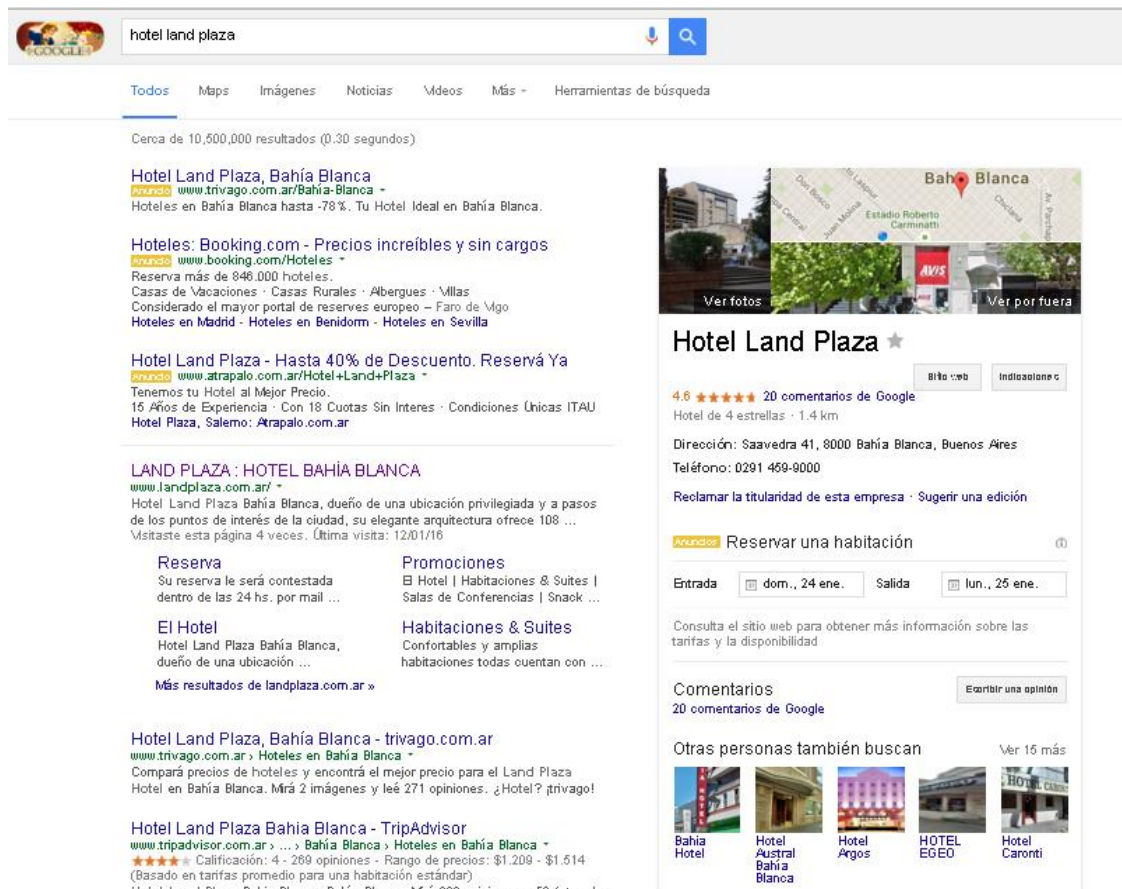 GOOGLE
hotel land plaza
Todos Maps Imágenes Noticias Videos Más Herramientas de búsqueda
Cerca de 10,500,000 resultados (0.30 segundos)
Hotel Land Plaza, Bahía Blanca
Anuncio www.trivago.com.ar/Bahía-Blanca
Hoteles en Bahía Blanca hasta -78%. Tu Hotel Ideal en Bahía Blanca.
Hoteles: Booking.com - Precios increíbles y sin cargos
Anuncio www.booking.com/Hoteles
Reserva más de 846.000 hoteles.
Casas de Vacaciones · Casas Rurales · Albergues · Villas
Considerado el mayor portal de reserves europeo – Faro de Vigo
Hoteles en Madrid - Hoteles en Benidorm - Hoteles en Sevilla
Hotel Land Plaza - Hasta 40% de Descuento. Reservá Ya
Anuncio www.atrapalo.com.ar/Hotel+Land+Plaza
Tenemos tu Hotel al Mejor Precio.
15 Años de Experiencia · Con 18 Cuotas Sin Interes · Condiciones Únicas ITAU
Hotel Plaza, Salerno: Atrapalo.com.ar
LAND PLAZA : HOTEL BAHÍA BLANCA
www.landplaza.com.ar/
Hotel Land Plaza Bahía Blanca, dueño de una ubicación privilegiada y a pasos
de los puntos de interés de la ciudad, su elegante arquitectura ofrece 108 ...
Visitaste esta página 4 veces. Última visita: 12/01/16
Reserva
Su reserva le será contestada
dentro de las 24 hs. por mail ...
Promociones
El Hotel | Habitaciones & Suites |
Salas de Conferencias | Snack ...
El Hotel
Hotel Land Plaza Bahía Blanca,
dueño de una ubicación ...
Habitaciones & Suites
Confortables y amplias
habitaciones todas cuentan con ...
Más resultados de landplaza.com.ar »
Hotel Land Plaza, Bahía Blanca - trivago.com.ar
www.trivago.com.ar › Hoteles en Bahía Blanca
Compará precios de hoteles y encontrá el mejor precio para el Land Plaza
Hotel en Bahía Blanca. Mirá 2 imágenes y leé 271 opiniones. ¿Hotel? ¡trivago!
Hotel Land Plaza Bahia Blanca - TripAdvisor
www.tripadvisor.com.ar › ... › Bahía Blanca › Hoteles en Bahía Blanca
Calificación: 4 - 269 opiniones - Rango de precios: $1.209 - $1.514
(Basado en tarifas promedio para una habitación estándar)
Bahía Blanca
Don Bosco
Juan Molina
Chiclana
Estadio Roberto
Carminatti
AVIS
Ver fotos
Ver por fuera
Hotel Land Plaza
Sitio web
Indicaciones
4.6 20 comentarios de Google
Hotel de 4 estrellas · 1.4 km
Dirección: Saavedra 41, 8000 Bahía Blanca, Buenos Aires
Teléfono: 0291 459-9000
Reclamar la titularidad de esta empresa · Sugerir una edición
Anuncios Reservar una habitación
Entrada dom., 24 ene. Salida lun., 25 ene.
Consulta el sitio web para obtener más información sobre las
tarifas y la disponibilidad
Comentarios
Escribir una opinión
20 comentarios de Google
Otras personas también buscan Ver 15 más
HOTEL CARONTI
Bahia
Hotel
Hotel
Austral
Bahía
Blanca
Hotel
Argos
HOTEL
EGEO
Hotel
Caronti